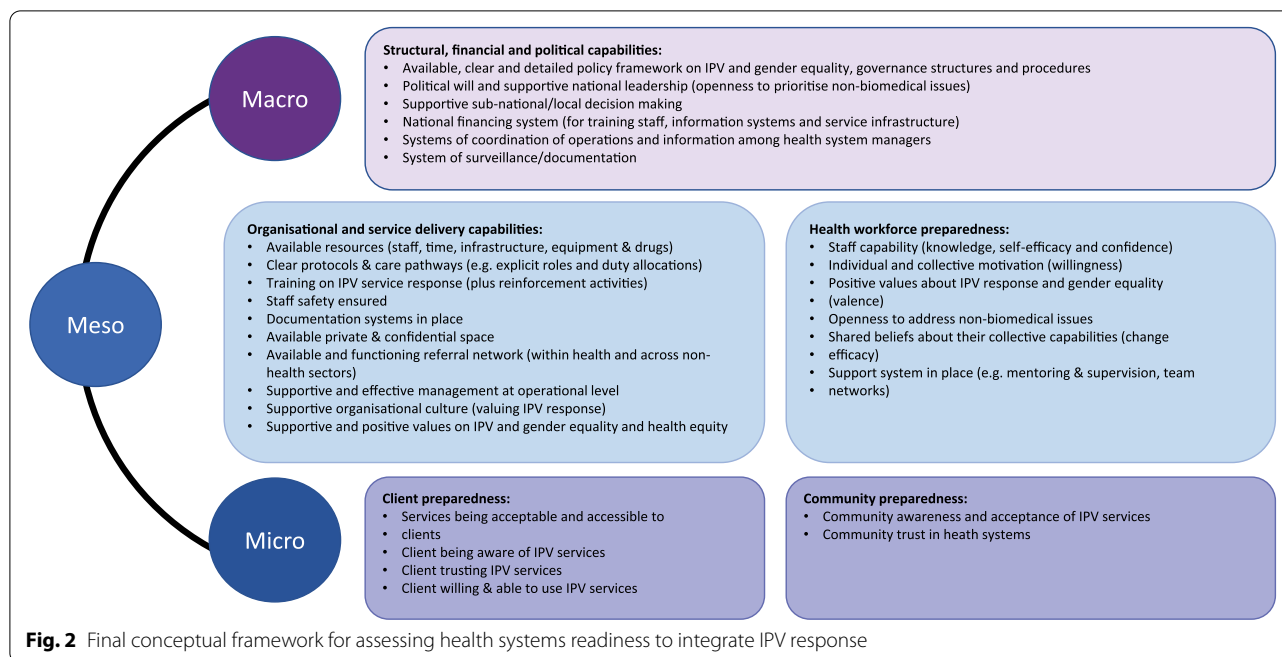 Macro
Structural, financial and political capabilities:
• Available, clear and detailed policy framework on IPV and gender equality, governance structures and procedures
• Political will and supportive national leadership (openness to prioritise non-biomedical issues)
• Supportive sub-national/local decision making
• National financing system (for training staff, information systems and service infrastructure)
• Systems of coordination of operations and information among health system managers
• System of surveillance/documentation
Meso
Organisational and service delivery capabilities:
• Available resources (staff, time, infrastructure, equipment & drugs)
• Clear protocols & care pathways (e.g. explicit roles and duty allocations)
• Training on IPV service response (plus reinforcement activities)
• Staff safety ensured
• Documentation systems in place
• Available private & confidential space
• Available and functioning referral network (within health and across non-
health sectors)
• Supportive and effective management at operational level
• Supportive organisational culture (valuing IPV response)
• Supportive and positive values on IPV and gender equality and health equity
Health workforce preparedness:
• Staff capability (knowledge, self-efficacy and confidence)
• Individual and collective motivation (willingness)
• Positive values about IPV response and gender equality
• (valence)
• Openness to address non-biomedical issues
• Shared beliefs about their collective capabilities (change
• efficacy)
• Support system in place (e.g. mentoring & supervision, team
• networks)
Micro
Client preparedness:
• Services being acceptable and accessible to
• clients
• Client being aware of IPV services
• Client trusting IPV services
• Client willing & able to use IPV services
Community preparedness:
• Community awareness and acceptance of IPV services
• Community trust in heath systems
Fig. 2 Final conceptual framework for assessing health systems readiness to integrate IPV response